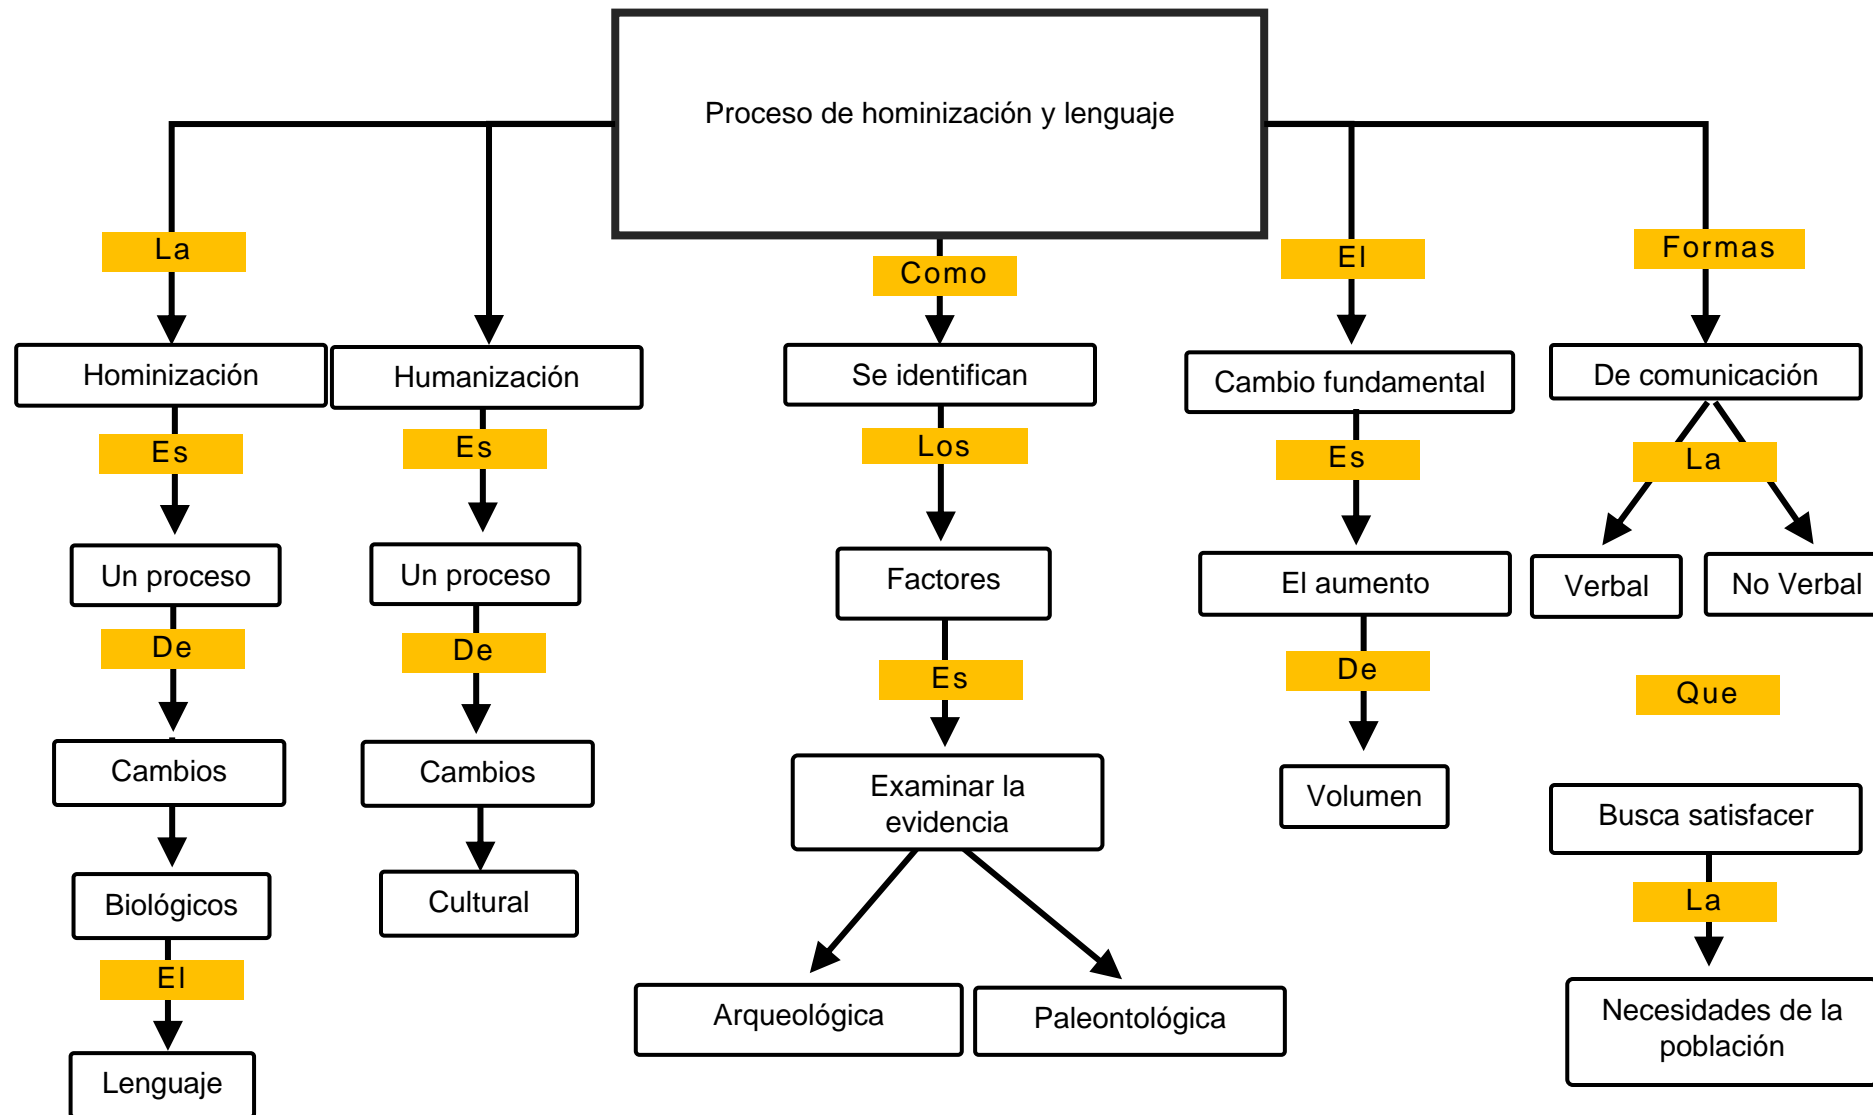 Proceso de hominización y lenguaje
La
Hominización
Es
Un proceso
De
Cambios
Biológicos
El
Lenguaje
Humanización
Es
Un proceso
De
Cambios
Cultural
Como
Se identifican
Los
Factores
Es
Examinar la
evidencia
Arqueológica
Paleontológica
El
Cambio fundamental
Es
El aumento
De
Volumen
Formas
De comunicación
La
Verbal
No Verbal
Que
Busca satisfacer
La
Necesidades de la
población